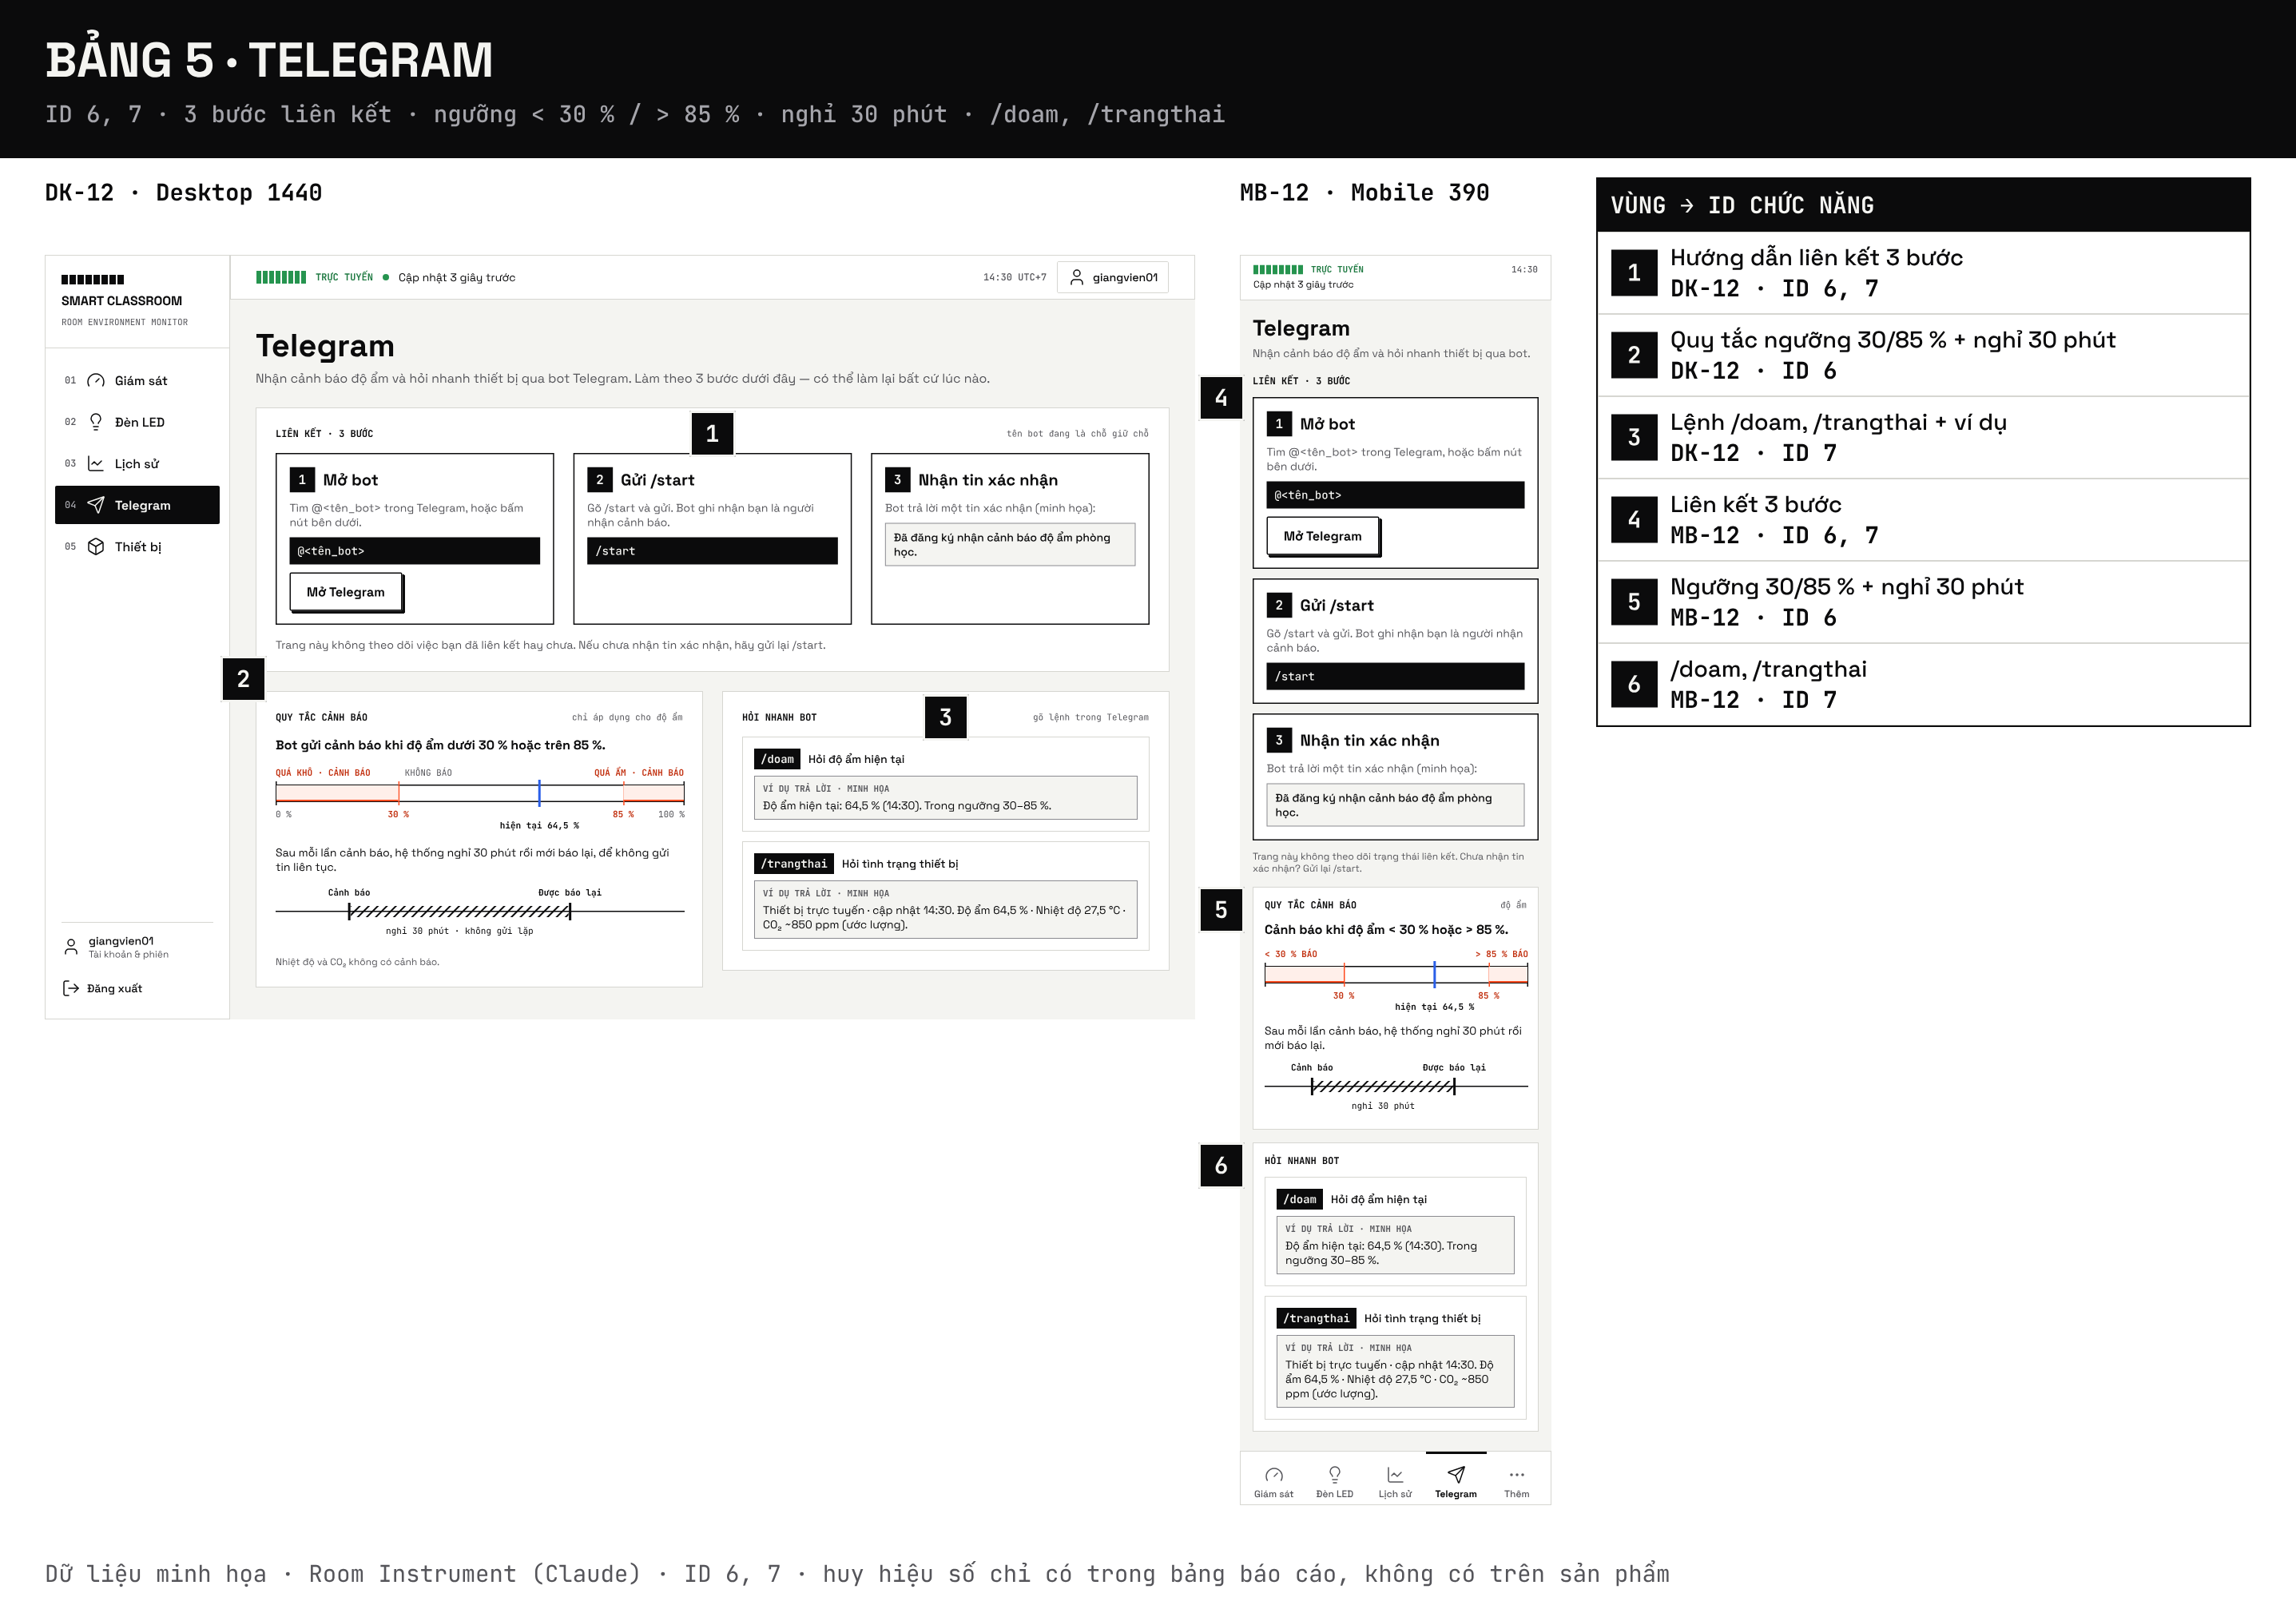 BẢNG 5 · TELEGRAM
ID 6, 7 · 3 bước liên kết · ngưỡng < 30 % / > 85 % · nghỉ 30 phút · /doam, /trangthai
DK-12 · Desktop 1440
SMART CLASSROOM
ROOM ENVIRONMENT MONITOR
01 Giám sát
02 Đèn LED
03 Lịch sử
04 Telegram
05 Thiết bị
giangvien01
Tài khoản & phiên
Đăng xuất
TRỰC TUYẾN Cập nhật 3 giây trước
14:30 UTC+7 giangvien01
Telegram
Nhận cảnh báo độ ẩm và hỏi nhanh thiết bị qua bot Telegram. Làm theo 3 bước dưới đây — có thể làm lại bất cứ lúc nào.
1
LIÊN KẾT · 3 BƯỚC
tên bot đang là chỗ giữ chỗ
1 Mở bot
Tìm @<tên_bot> trong Telegram, hoặc bấm
nút bên dưới.
@<tên_bot>
Mở Telegram
2 Gửi /start
Gõ /start và gửi. Bot ghi nhận bạn là người
nhận cảnh báo.
/start
3 Nhận tin xác nhận
Bot trả lời một tin xác nhận (minh họa):
Đã đăng ký nhận cảnh báo độ ẩm phòng
học.
Trang này không theo dõi việc bạn đã liên kết hay chưa. Nếu chưa nhận tin xác nhận, hãy gửi lại /start.
2
QUY TẮC CẢNH BÁO
chỉ áp dụng cho độ ẩm
Bot gửi cảnh báo khi độ ẩm dưới 30 % hoặc trên 85 %.
QUÁ KHÔ · CẢNH BÁO KHÔNG BÁO QUÁ ẨM · CẢNH BÁO
0 % 30 % 85 % 100 %
hiện tại 64,5 %
Sau mỗi lần cảnh báo, hệ thống nghỉ 30 phút rồi mới báo lại, để không gửi
tin liên tục.
Cảnh báo Được báo lại
nghỉ 30 phút · không gửi lặp
Nhiệt độ và CO₂ không có cảnh báo.
3
HỎI NHANH BOT
gõ lệnh trong Telegram
/doam Hỏi độ ẩm hiện tại
VÍ DỤ TRẢ LỜI · MINH HỌA
Độ ẩm hiện tại: 64,5 % (14:30). Trong ngưỡng 30–85 %.
/trangthai Hỏi tình trạng thiết bị
VÍ DỤ TRẢ LỜI · MINH HỌA
Thiết bị trực tuyến · cập nhật 14:30. Độ ẩm 64,5 % · Nhiệt độ 27,5 °C ·
CO₂ ~850 ppm (ước lượng).
MB-12 · Mobile 390
TRỰC TUYẾN 14:30
Cập nhật 3 giây trước
Telegram
Nhận cảnh báo độ ẩm và hỏi nhanh thiết bị qua bot.
4
LIÊN KẾT · 3 BƯỚC
1 Mở bot
Tìm @<tên_bot> trong Telegram, hoặc bấm nút
bên dưới.
@<tên_bot>
Mở Telegram
2 Gửi /start
Gõ /start và gửi. Bot ghi nhận bạn là người nhận
cảnh báo.
/start
3 Nhận tin xác nhận
Bot trả lời một tin xác nhận (minh họa):
Đã đăng ký nhận cảnh báo độ ẩm phòng
học.
Trang này không theo dõi trạng thái liên kết. Chưa nhận tin
xác nhận? Gửi lại /start.
5
QUY TẮC CẢNH BÁO độ ẩm
Cảnh báo khi độ ẩm < 30 % hoặc > 85 %.
< 30 % BÁO > 85 % BÁO
30 % 85 %
hiện tại 64,5 %
Sau mỗi lần cảnh báo, hệ thống nghỉ 30 phút rồi
mới báo lại.
Cảnh báo Được báo lại
nghỉ 30 phút
6
HỎI NHANH BOT
/doam Hỏi độ ẩm hiện tại
VÍ DỤ TRẢ LỜI · MINH HỌA
Độ ẩm hiện tại: 64,5 % (14:30). Trong
ngưỡng 30–85 %.
/trangthai Hỏi tình trạng thiết bị
VÍ DỤ TRẢ LỜI · MINH HỌA
Thiết bị trực tuyến · cập nhật 14:30. Độ
ẩm 64,5 % · Nhiệt độ 27,5 °C · CO₂ ~850
ppm (ước lượng).
Giám sát Đèn LED Lịch sử Telegram Thêm
VÙNG → ID CHỨC NĂNG
1 Hướng dẫn liên kết 3 bước
DK-12 · ID 6, 7
2 Quy tắc ngưỡng 30/85 % + nghỉ 30 phút
DK-12 · ID 6
3 Lệnh /doam, /trangthai + ví dụ
DK-12 · ID 7
4 Liên kết 3 bước
MB-12 · ID 6, 7
5 Ngưỡng 30/85 % + nghỉ 30 phút
MB-12 · ID 6
6 /doam, /trangthai
MB-12 · ID 7
Dữ liệu minh họa · Room Instrument (Claude) · ID 6, 7 · huy hiệu số chỉ có trong bảng báo cáo, không có trên sản phẩm